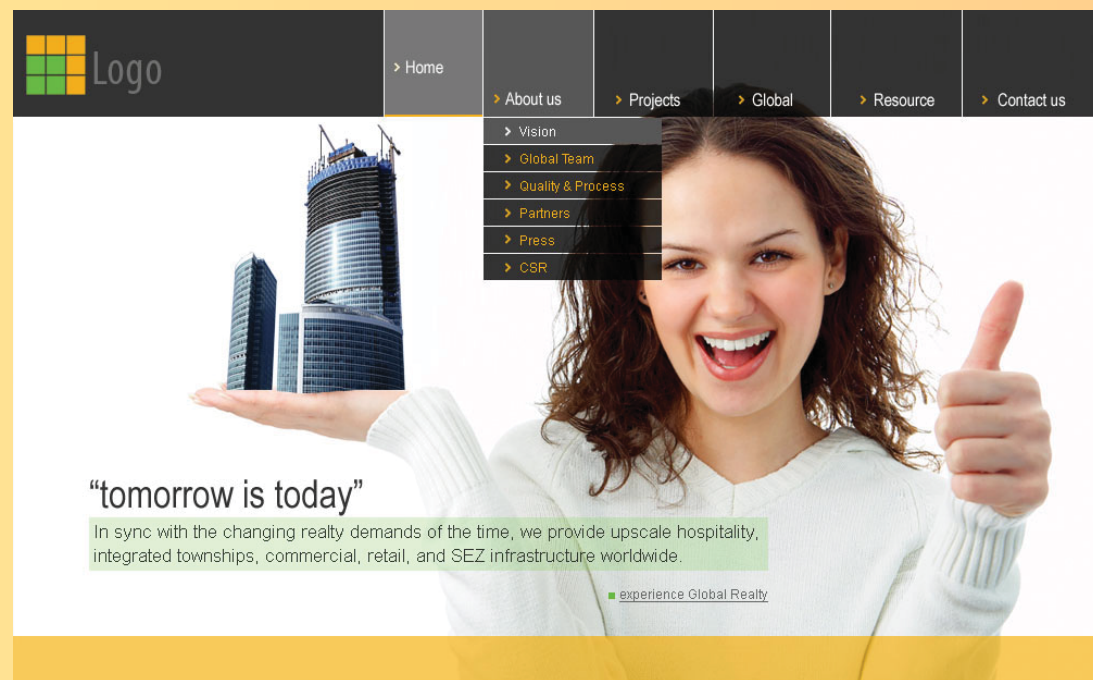 Logo
Home
About us
Projects
Global
Resource
Contact us
Vision
Global Team
Quality & Process
Partners
Press
CSR
“tomorrow is today”
In sync with the changing realty demands of the time, we provide upscale hospitality,
integrated townships, commercial, retail, and SEZ infrastructure worldwide.
experience Global Realty